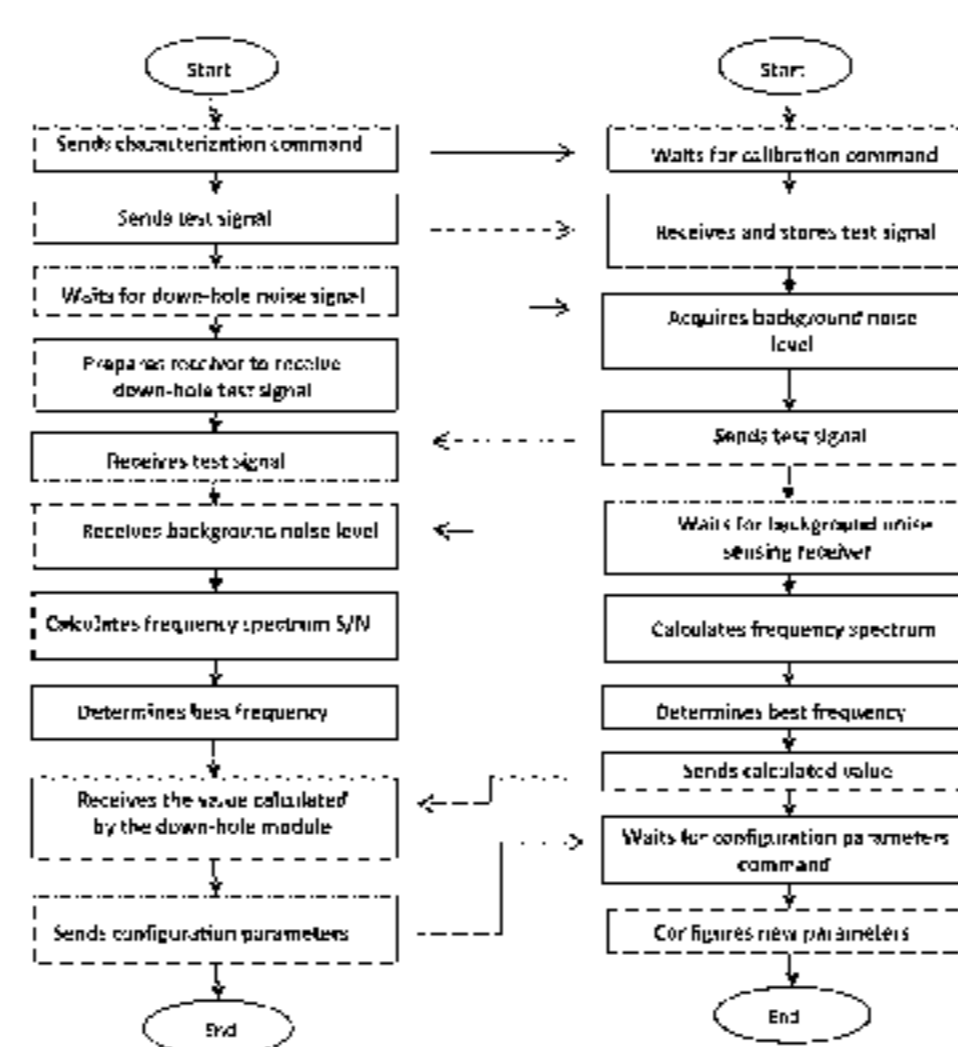 Start
Sends characterization command
Sends test signal
Waits for down-hole noise signal
Prepares receiver to receive
down-hole test signal
Receives test signal
Receives background noise level
Calculates frequency spectrum S/N
Determines best frequency
Receives the value calculated
by the down-hole module
Sends configuration parameters
End
Start
Waits for calibration command
Receives and stores test signal
Acquires background noise
level
Sends test signal
Waits for background noise
sensing receiver
Calculates frequency spectrum
Determines best frequency
Sends calculated value
Waits for configuration parameters
command
Configures new parameters
End